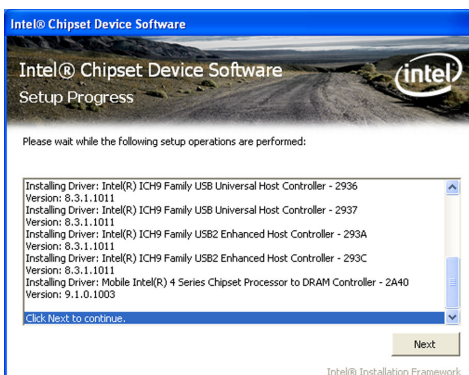 Intel® Chipset Device Software
Intel® Chipset Device Software
intel
Setup Progress
Please wait while the following setup operations are performed:
Installing Driver: Intel(R) ICH9 Family USB Universal Host Controller - 2936
Version: 8.3.1.1011
Installing Driver: Intel(R) ICH9 Family USB Universal Host Controller - 2937
Version: 8.3.1.1011
Installing Driver: Intel(R) ICH9 Family USB2 Enhanced Host Controller - 293A
Version: 8.3.1.1011
Installing Driver: Intel(R) ICH9 Family USB2 Enhanced Host Controller - 293C
Version: 8.3.1.1011
Installing Driver: Mobile Intel(R) 4 Series Chipset Processor to DRAM Controller - 2A40
Version: 9.1.0.1003
Click Next to continue.
Next
Intel® Installation Framework